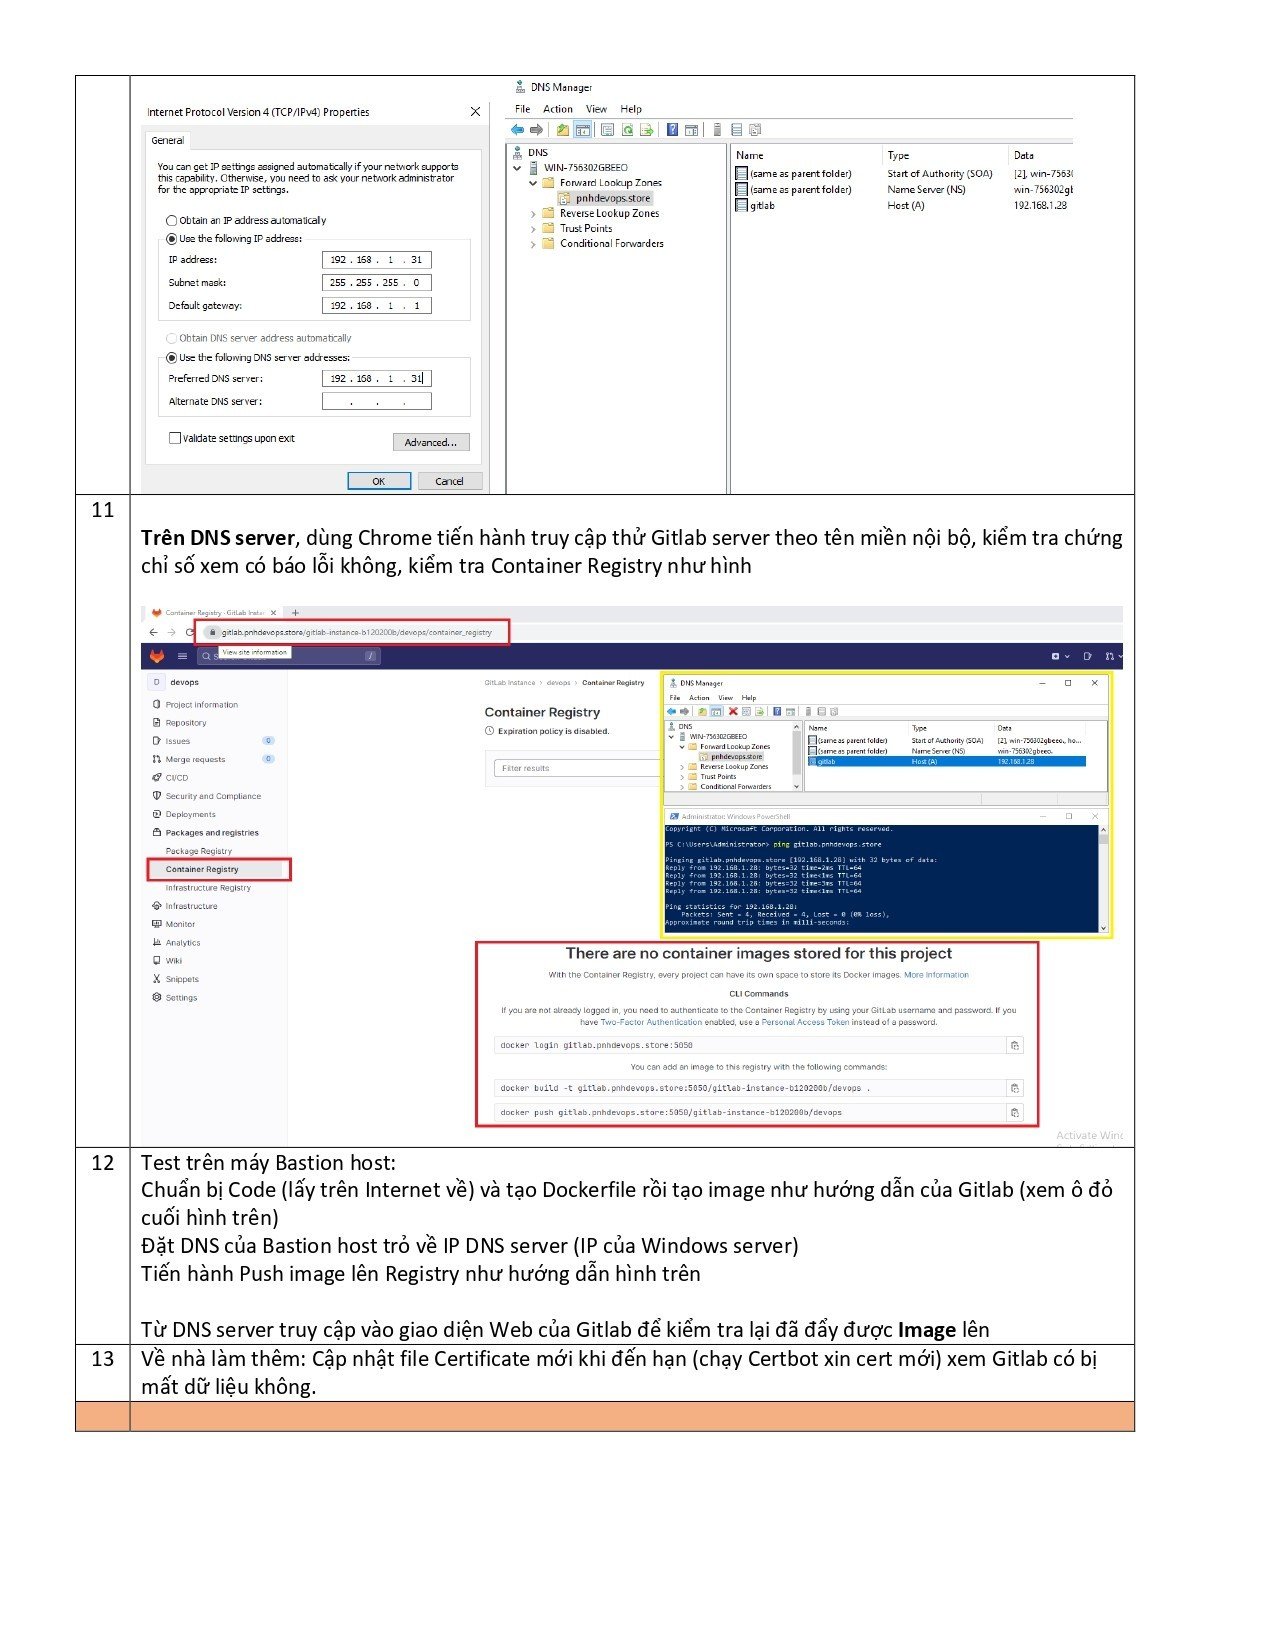 Internet Protocol Version 4 (TCP/IPv4) Properties
General
You can get IP settings assigned automatically if your network supports
this capability. Otherwise, you need to ask your network administrator
for the appropriate IP settings.
Obtain an IP address automatically
Use the following IP address:
IP address: 192 . 168 . 1 . 31
Subnet mask: 255 . 255 . 255 . 0
Default gateway: 192 . 168 . 1 . 1
Obtain DNS server address automatically
Use the following DNS server addresses:
Preferred DNS server: 192 . 168 . 1 . 31
Alternate DNS server: . . .
Validate settings upon exit
Advanced...
OK Cancel
DNS Manager
File Action View Help
DNS
WIN-756302GBEEO
Forward Lookup Zones
pnhdevops.store
Reverse Lookup Zones
Trust Points
Conditional Forwarders
Name Type Data
(same as parent folder) Start of Authority (SOA) [2], win-7563
(same as parent folder) Name Server (NS) win-756302gb
gitlab Host (A) 192.168.1.28
11
Trên DNS server, dùng Chrome tiến hành truy cập thử Gitlab server theo tên miền nội bộ, kiểm tra chứng
chỉ số xem có báo lỗi không, kiểm tra Container Registry như hình
Container Registry · GitLab Instan
gitlab.pnhdevops.store/gitlab-instance-b120200b/devops/container_registry
View site information
/
D devops
Project information
Repository
Issues 0
Merge requests 0
CI/CD
Security and Compliance
Deployments
Packages and registries
Package Registry
Container Registry
Infrastructure Registry
Infrastructure
Monitor
Analytics
Wiki
Snippets
Settings
GitLab Instance > devops > Container Registry
Container Registry
Expiration policy is disabled.
Filter results
DNS Manager
File Action View Help
DNS
WIN-756302GBEEO
Forward Lookup Zones
pnhdevops.store
Reverse Lookup Zones
Trust Points
Conditional Forwarders
Name Type Data
(same as parent folder) Start of Authority (SOA) [2], win-756302gbeeo., ho...
(same as parent folder) Name Server (NS) win-756302gbeeo.
gitlab Host (A) 192.168.1.28
Administrator: Windows PowerShell
Copyright (C) Microsoft Corporation. All rights reserved.
PS C:\Users\Administrator> ping gitlab.pnhdevops.store
Pinging gitlab.pnhdevops.store [192.168.1.28] with 32 bytes of data:
Reply from 192.168.1.28: bytes=32 time=2ms TTL=64
Reply from 192.168.1.28: bytes=32 time<1ms TTL=64
Reply from 192.168.1.28: bytes=32 time=3ms TTL=64
Reply from 192.168.1.28: bytes=32 time<1ms TTL=64
Ping statistics for 192.168.1.28:
Packets: Sent = 4, Received = 4, Lost = 0 (0% loss),
Approximate round trip times in milli-seconds:
There are no container images stored for this project
With the Container Registry, every project can have its own space to store its Docker images. More Information
CLI Commands
If you are not already logged in, you need to authenticate to the Container Registry by using your GitLab username and password. If you
have Two-Factor Authentication enabled, use a Personal Access Token instead of a password.
docker login gitlab.pnhdevops.store:5050
You can add an image to this registry with the following commands:
docker build -t gitlab.pnhdevops.store:5050/gitlab-instance-b120200b/devops .
docker push gitlab.pnhdevops.store:5050/gitlab-instance-b120200b/devops
Activate Wind
12
Test trên máy Bastion host:
Chuẩn bị Code (lấy trên Internet về) và tạo Dockerfile rồi tạo image như hướng dẫn của Gitlab (xem ô đỏ
cuối hình trên)
Đặt DNS của Bastion host trỏ về IP DNS server (IP của Windows server)
Tiến hành Push image lên Registry như hướng dẫn hình trên
Từ DNS server truy cập vào giao diện Web của Gitlab để kiểm tra lại đã đẩy được Image lên
13
Về nhà làm thêm: Cập nhật file Certificate mới khi đến hạn (chạy Certbot xin cert mới) xem Gitlab có bị
mất dữ liệu không.